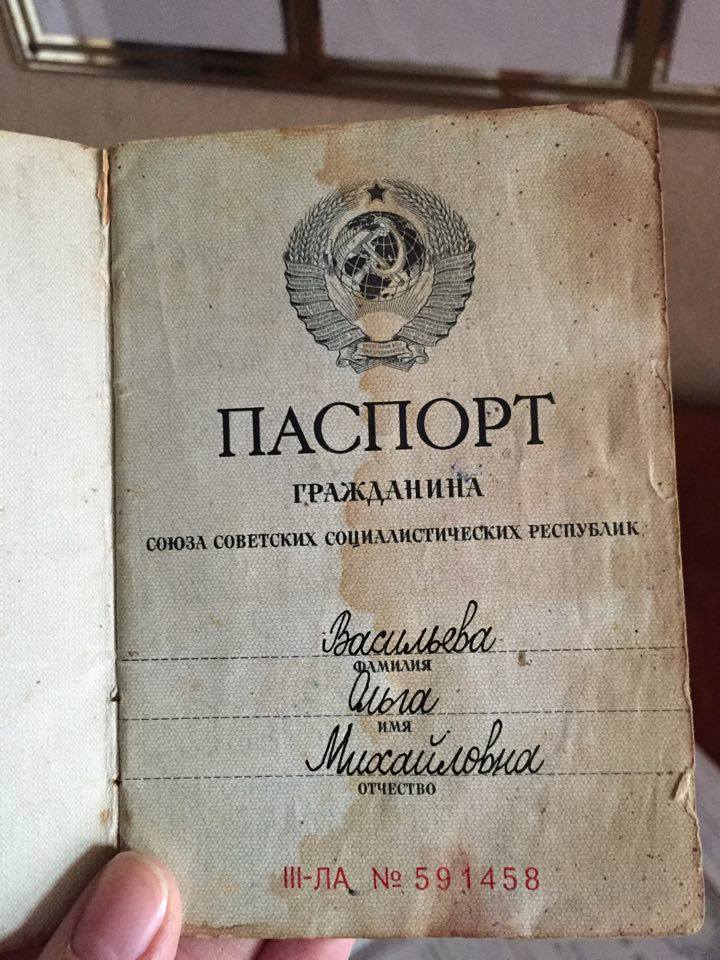 ПАСПОРТ
ГРАЖДАНИНА
СОЮЗА СОВЕТСКИХ СОЦИАЛИСТИЧЕСКИХ РЕСПУБЛИК
Васильева
ФАМИЛИЯ
Ольга
ИМЯ
Михайловна
ОТЧЕСТВО
III-ЛА № 591458